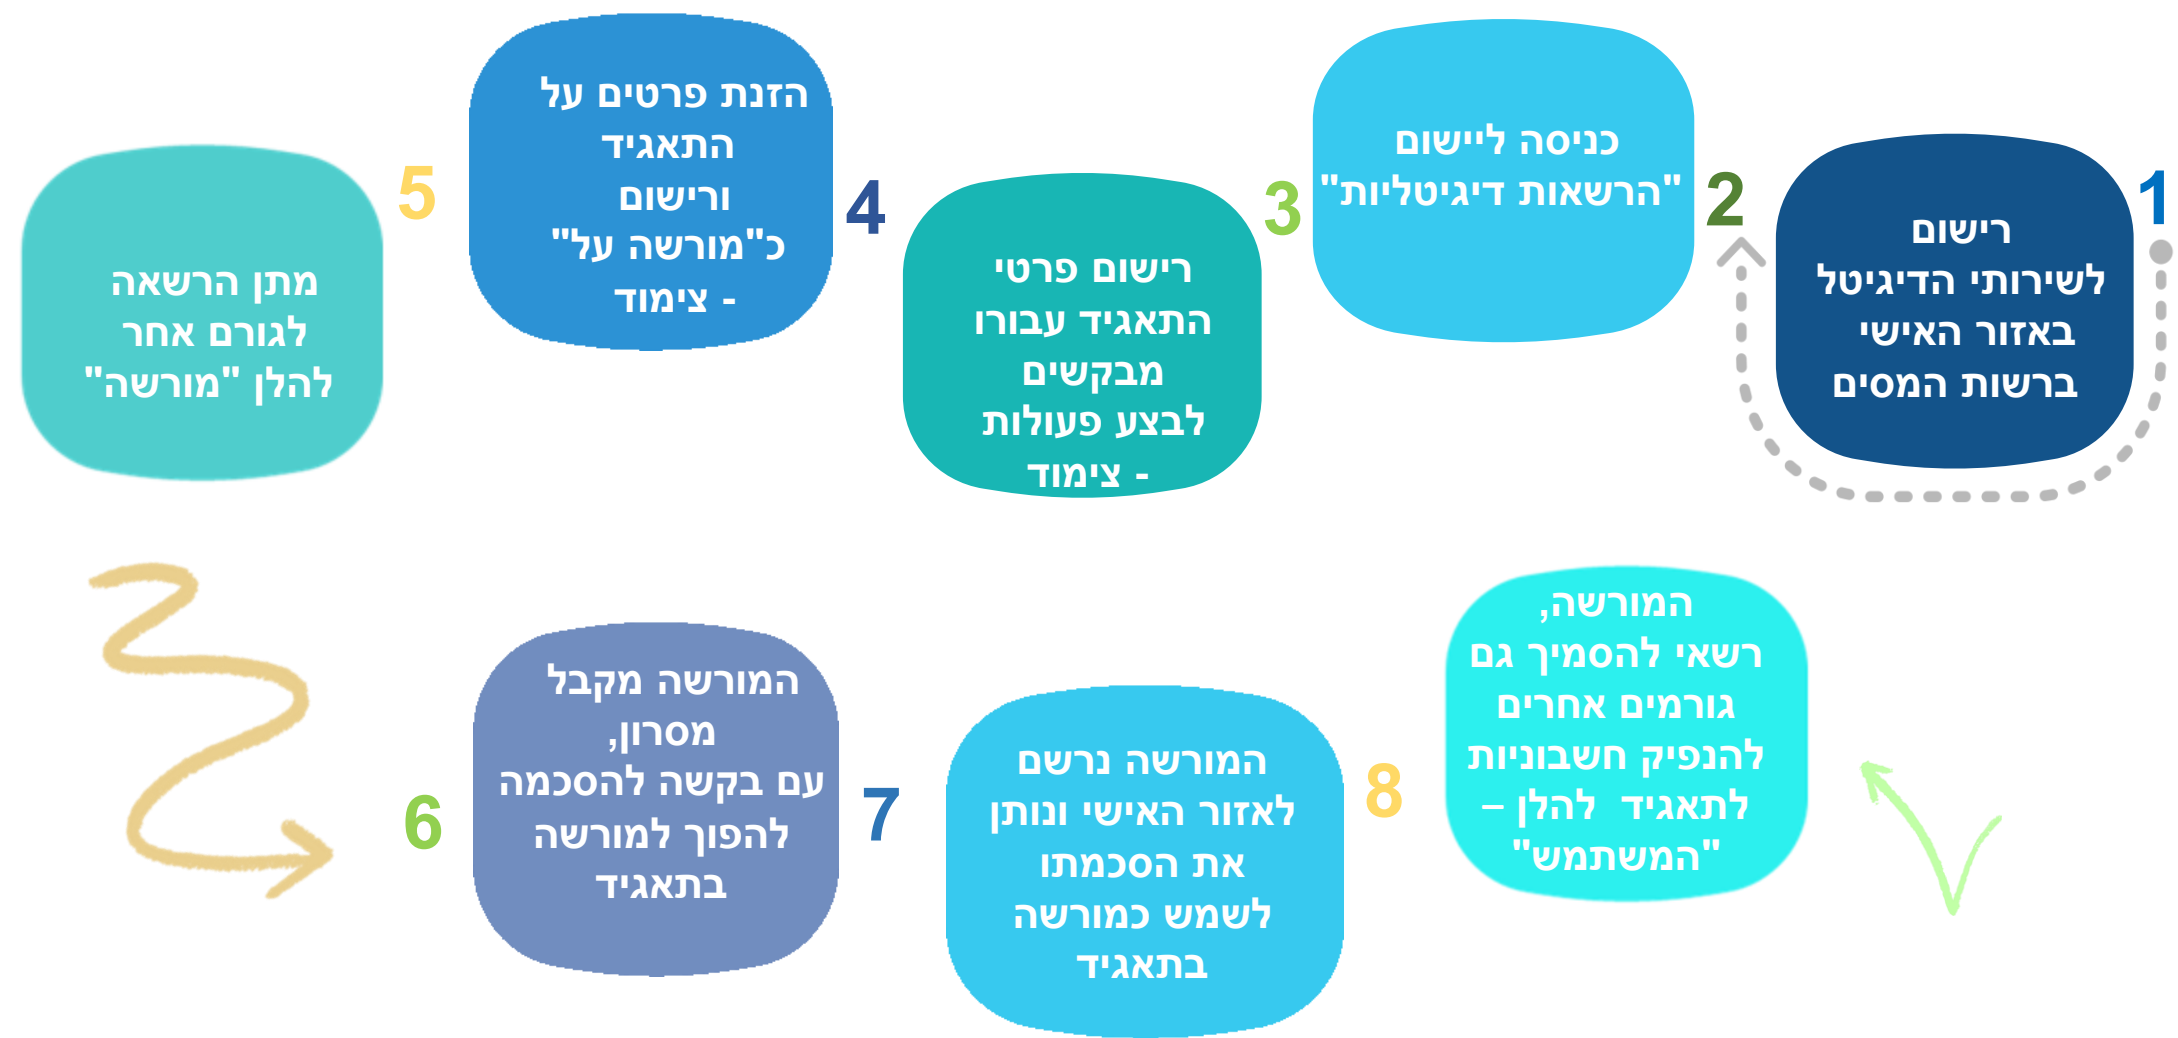 1
רישום
לשירותי הדיגיטל
באזור האישי
ברשות המסים
2
כניסה ליישום
"הרשאות דיגיטליות"
3
רישום פרטי
התאגיד עבורו
מבקשים
לבצע פעולות
- צימוד
4
הזנת פרטים על
התאגיד
ורישום
כ"מורשה על"
- צימוד
5
מתן הרשאה
לגורם אחר
להלן "מורשה"
6
המורשה מקבל
מסרון,
עם בקשה להסכמה
להפוך למורשה
בתאגיד
7
המורשה נרשם
לאזור האישי ונותן
את הסכמתו
לשמש כמורשה
בתאגיד
8
המורשה,
רשאי להסמיך גם
גורמים אחרים
להנפיק חשבוניות
לתאגיד להלן –
"המשתמש"